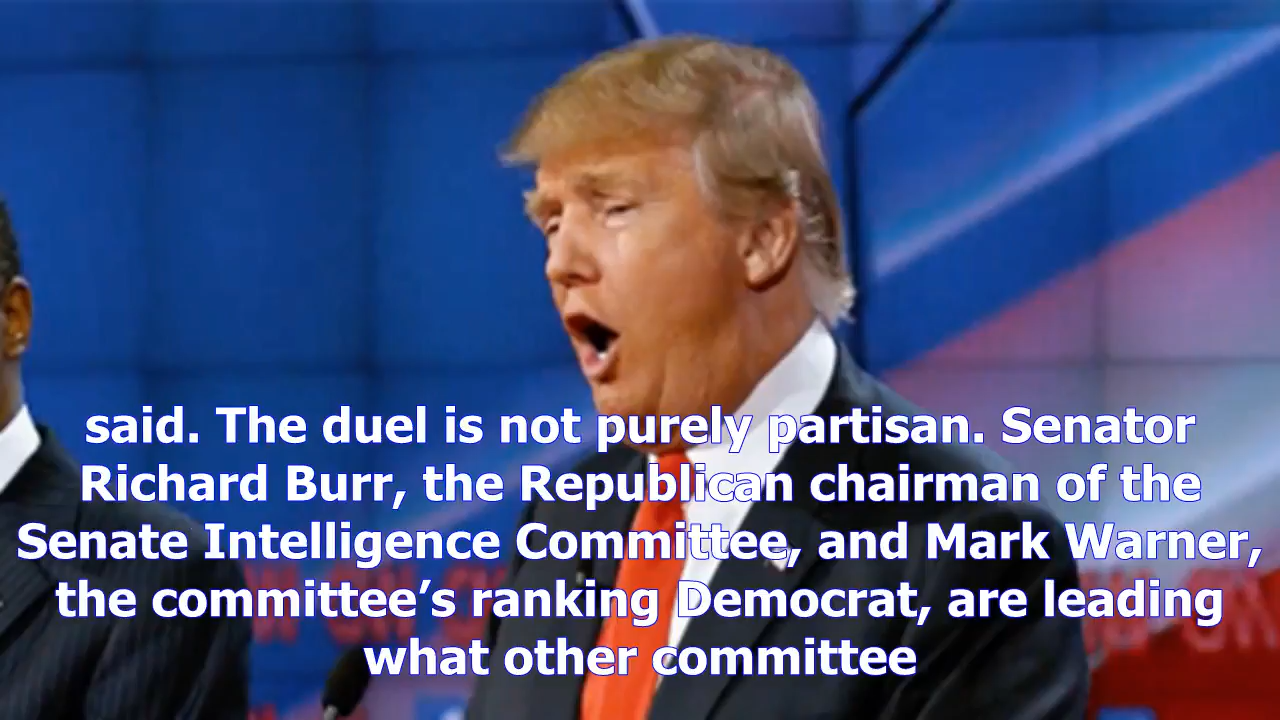 said. The duel is not purely partisan. Senator
Richard Burr, the Republican chairman of the
Senate Intelligence Committee, and Mark Warner,
the committee’s ranking Democrat, are leading
what other committee